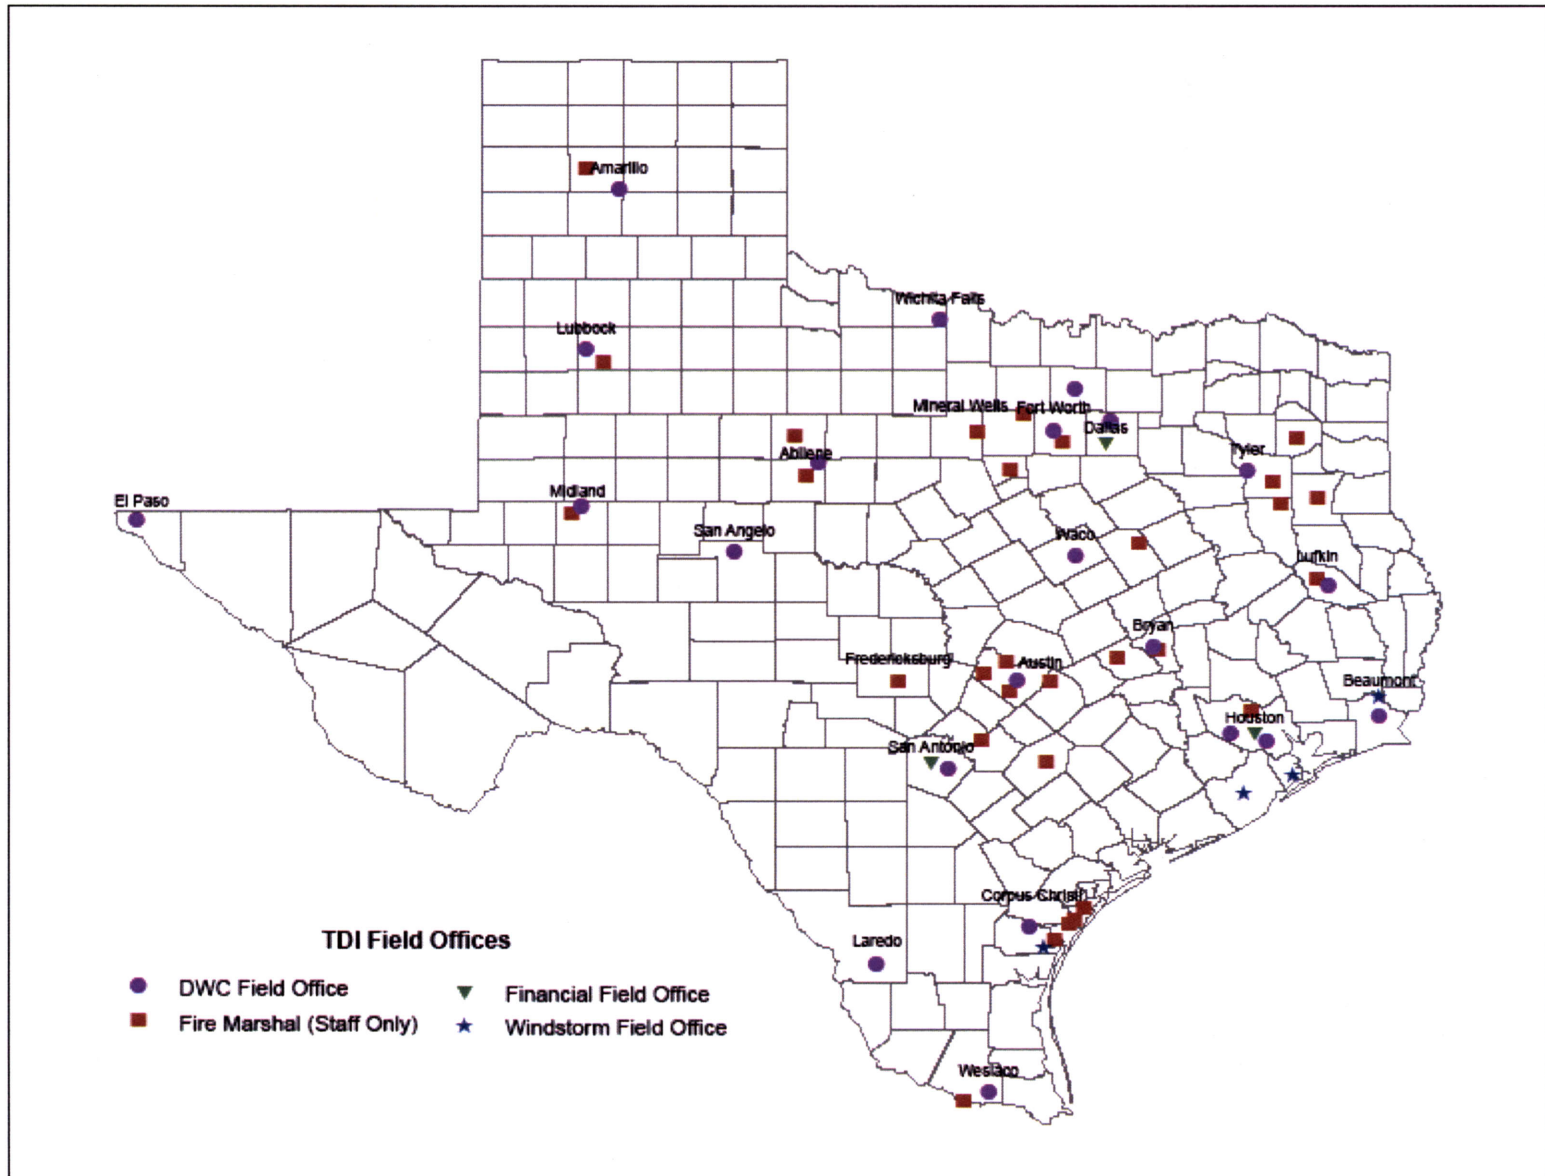 Amarillo
Wichita Falls
Lubbock
Mineral Wells
Fort Worth
Dallas
Abilene
Tyler
Midland
El Paso
San Angelo
Waco
Lufkin
Bryan
Fredericksburg
Austin
Beaumont
Houston
San Antonio
Corpus Christi
Laredo
Weslaco
TDI Field Offices
DWC Field Office
Financial Field Office
Fire Marshal (Staff Only)
Windstorm Field Office